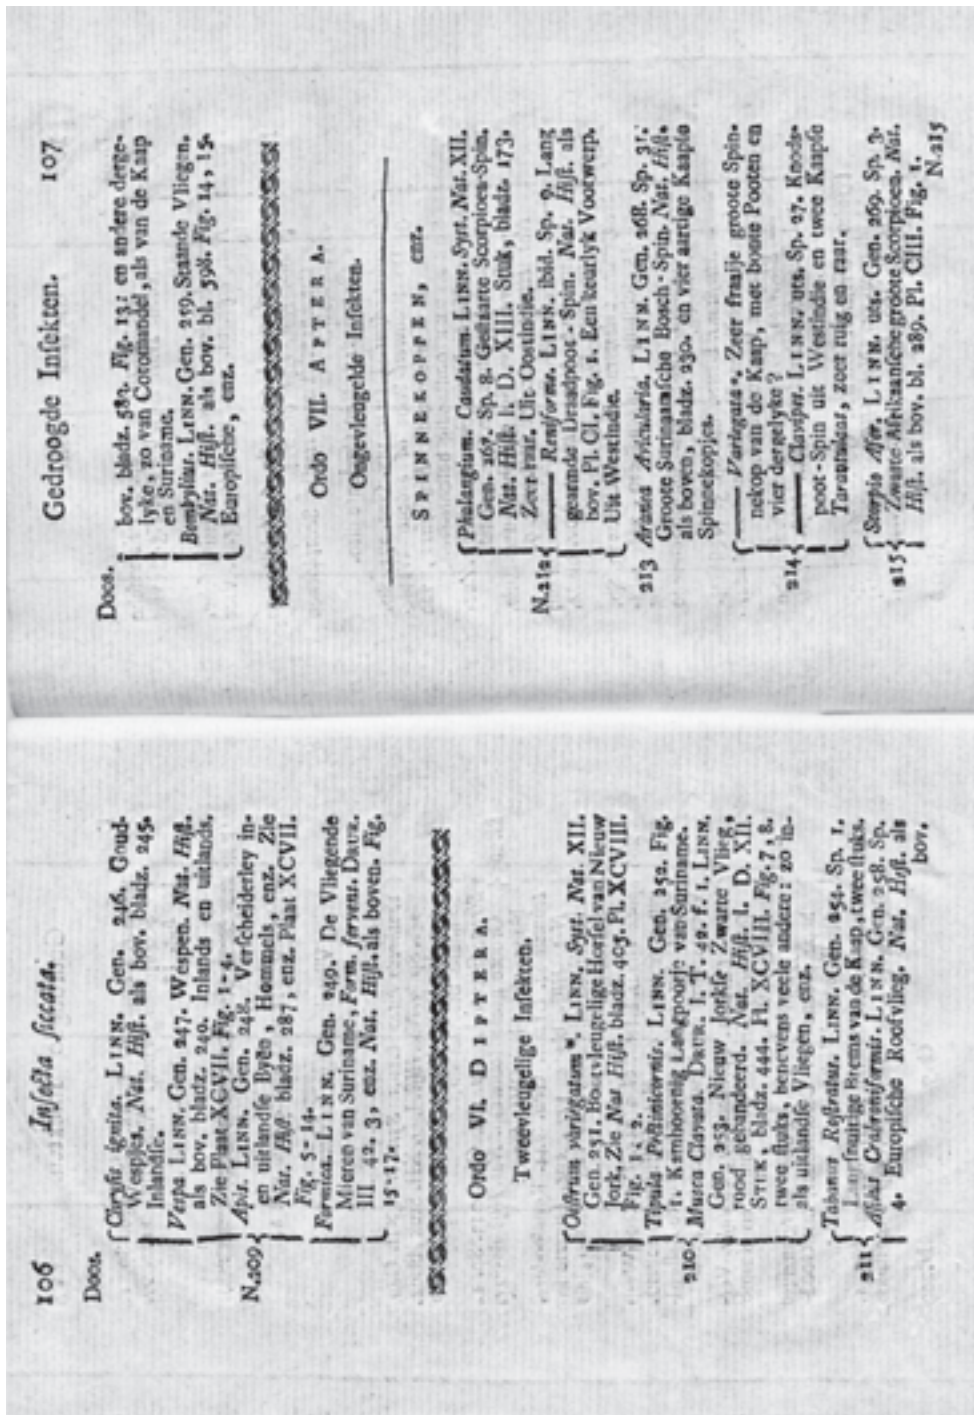 106 Insecta siccata.
Doos.
Chrysis ignita. LINN. Gen. 246. Goud-
Wespjes. Nat. Hist. als bov. bladz. 245.
Inlandse.
Vespa LINN. Gen. 247. Wespen. Nat. Hist.
als bov. bladz. 240. Inlands en uitlands.
Zie Plaat XCVII. Fig. 1-4.
Apis. LINN. Gen. 248. Verscheiderley in-
en uitlandse Byën, Hommels, enz. Zie
N.209 Nat. Hist. bladz. 287, enz. Plaat XCVII.
Fig. 5-14.
Formica. LINN. Gen. 249. De Vliegende
Mieren van Suriname, Form. fervens. DRUR.
III 42. 3, enz. Nat. Hist. als boven. Fig.
15-17.
Ordo VI. DIPTERA.
Tweevleugelige Insekten.
Oestrum variegatum*. LINN. Syst. Nat. XII.
Gen. 251. Horsel van Nieuw
Jork. Zie Nat Hist. bladz. 405. Pl. XCVIII.
Fig. 1, 2.
Tipula Pectinicornis. LINN. Gen. 252. Fig.
1. Kamhoornig Langpootje van Suriname.
210 Musca Clavata. DRUR. I. T. 42. f. 1. LINN.
Gen. 253. Nieuw Jorkse Zwarte Vlieg,
rood gebandeerd. Nat. Hist. I. D. XII.
STUK, bladz. 444. Pl. XCVIII. Fig. 7, 8.
twee stuks, benevens veele andere: zo in-
als uitlandse Vliegen, enz.
Tabanus Rostratus. LINN. Gen. 254. Sp. 1.
Langsnuitige Brems van de Kaap, twee stuks.
211 Asilus Crabroniformis. LINN. Gen. 258. Sp.
4. Europische Roofvlieg. Nat. Hist. als
bov.
Gedroogde Insekten. 107
Doos.
bov. bladz. 580. Fig. 13: en andere derge-
lyke, zo van Coromandel, als van de Kaap
en Suriname.
Bombylius. LINN. Gen. 259. Staande Vliegen.
Nat. Hist. als bov. bl. 598. Fig. 14, 15.
Europische, enz.
Ordo VII. APTERA.
Ongevleugelde Insekten.
SPINNEKOPPEN, enz.
Phalangium. Caudatum. LINN. Syst. Nat. XII.
Gen. 267. Sp. 8. Gestaarte Scorpioen-Spin.
Nat. Hist. I. D. XIII. Stuk, bladz. 173.
Zeer raar. Uit Oostindie.
N.212 —— Reniforme. LINN. ibid. Sp. 9. Lang
gearmde Draadpoot-Spin. Nat. Hist. als
bov. Pl. CI. Fig. 1. Een keurlyk Voorwerp.
Uit Westindie.
213 Aranea Avicularia. LINN. Gen. 268. Sp. 31.
Groote Surinaamsche Bosch-Spin. Nat. Hist.
als boven, bladz. 230. en vier aartige Kaapse
Spinnekopjes.
—— Variegata*. Zeer fraije groote Spin-
nekop van de Kaap, met bonte Pooten en
vier dergelyke?
214 —— Clavipes. LINN. uts. Sp. 27. Knods-
poot-Spin uit Westindie en twee Kaapse
Tarantulas, zeer ruig en raar.
Scorpio Afer. LINN. uts. Gen. 269. Sp. 3.
215 Zwarte Afrikaansche groote Scorpioen. Nat.
Hist. als bov. bl. 289. Pl. CIII. Fig. 1.
N.215